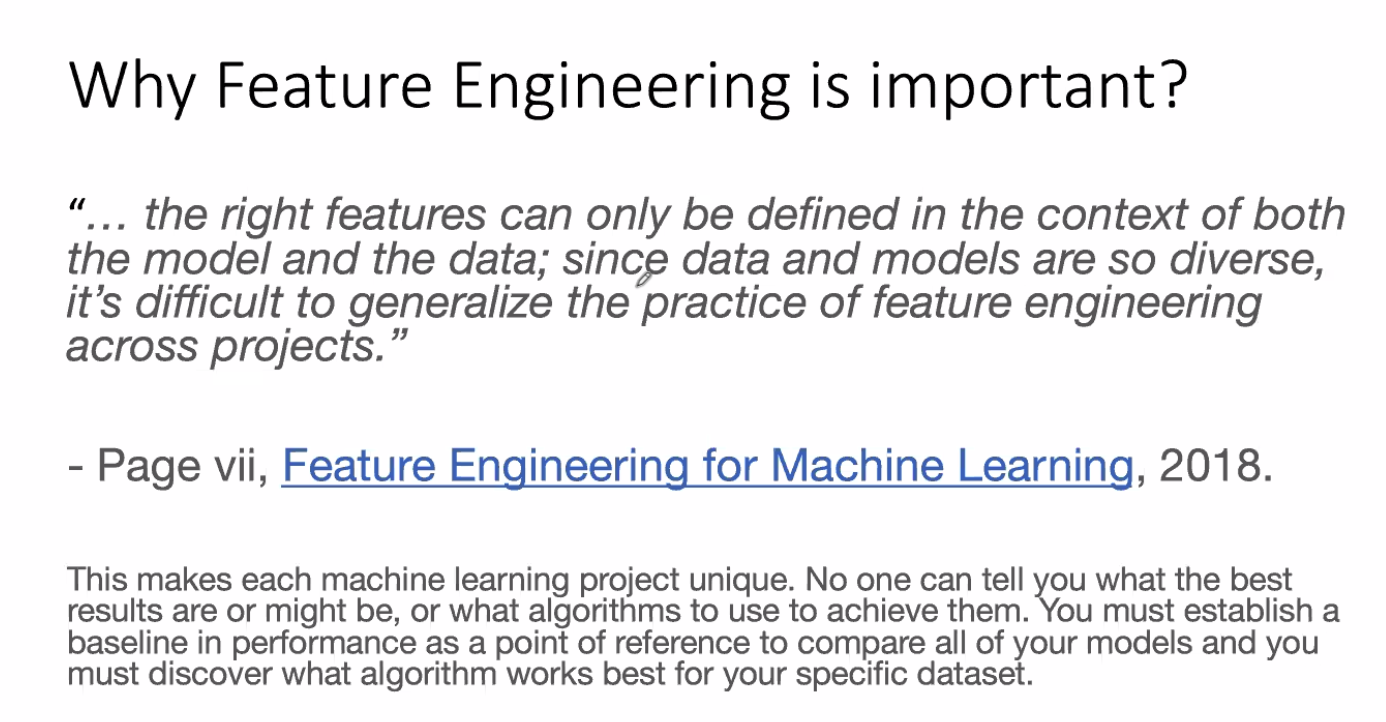 Why Feature Engineering is important?
“… the right features can only be defined in the context of both
the model and the data; since data and models are so diverse,
it’s difficult to generalize the practice of feature engineering
across projects.”
- Page vii, Feature Engineering for Machine Learning, 2018.
This makes each machine learning project unique. No one can tell you what the best
results are or might be, or what algorithms to use to achieve them. You must establish a
baseline in performance as a point of reference to compare all of your models and you
must discover what algorithm works best for your specific dataset.